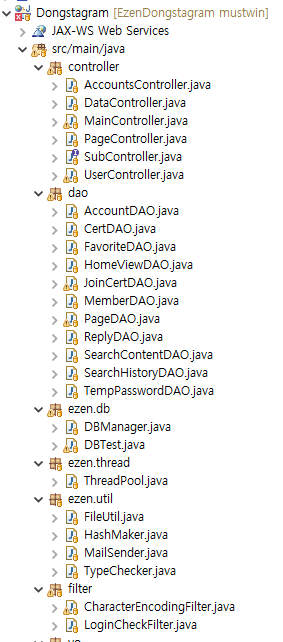 Dongstagram [EzenDongstagram mustwin]
JAX-WS Web Services
src/main/java
controller
AccountsController.java
DataController.java
MainController.java
PageController.java
SubController.java
UserController.java
dao
AccountDAO.java
CertDAO.java
FavoriteDAO.java
HomeViewDAO.java
JoinCertDAO.java
MemberDAO.java
PageDAO.java
ReplyDAO.java
SearchContentDAO.java
SearchHistoryDAO.java
TempPasswordDAO.java
ezen.db
DBManager.java
DBTest.java
ezen.thread
ThreadPool.java
ezen.util
FileUtil.java
HashMaker.java
MailSender.java
TypeChecker.java
filter
CharacterEncodingFilter.java
LoginCheckFilter.java